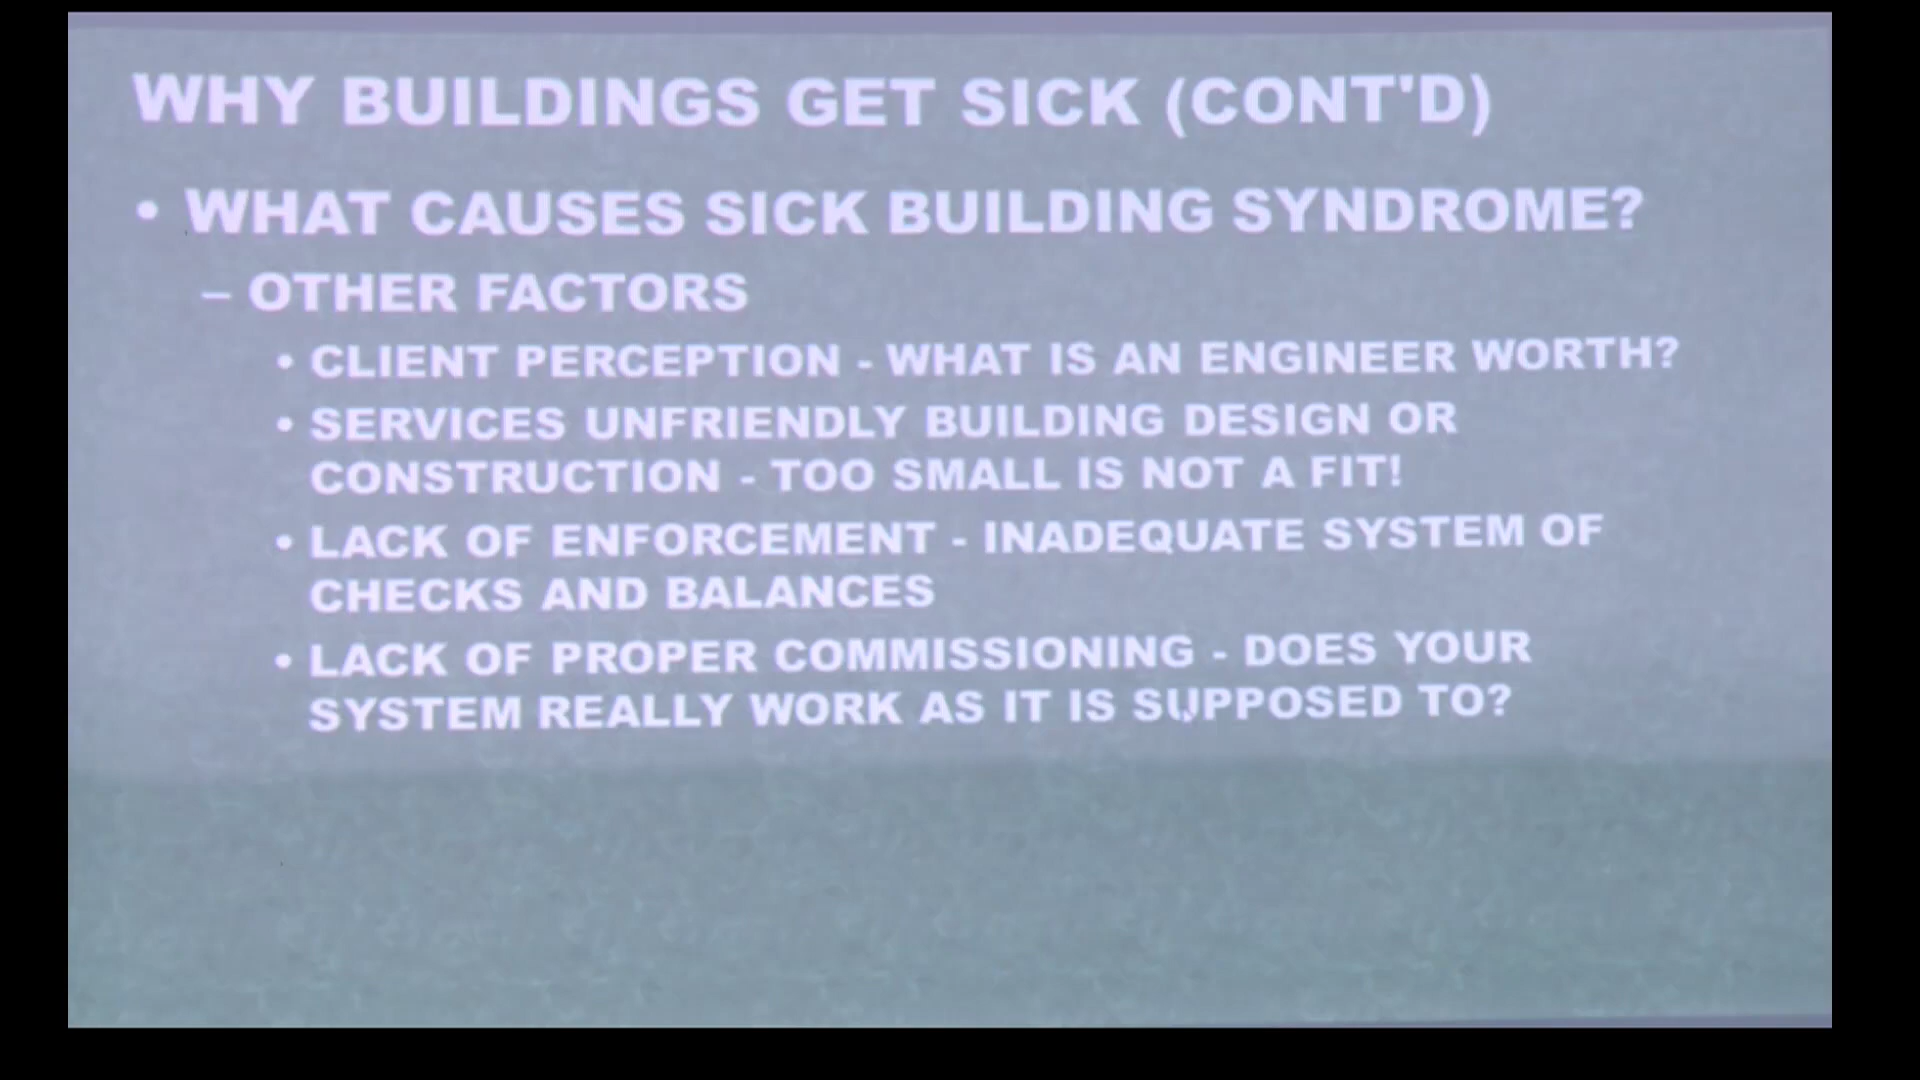 WHY BUILDINGS GET SICK (CONT'D)
• WHAT CAUSES SICK BUILDING SYNDROME?
– OTHER FACTORS
• CLIENT PERCEPTION - WHAT IS AN ENGINEER WORTH?
• SERVICES UNFRIENDLY BUILDING DESIGN OR
CONSTRUCTION - TOO SMALL IS NOT A FIT!
• LACK OF ENFORCEMENT - INADEQUATE SYSTEM OF
CHECKS AND BALANCES
• LACK OF PROPER COMMISSIONING - DOES YOUR
SYSTEM REALLY WORK AS IT IS SUPPOSED TO?